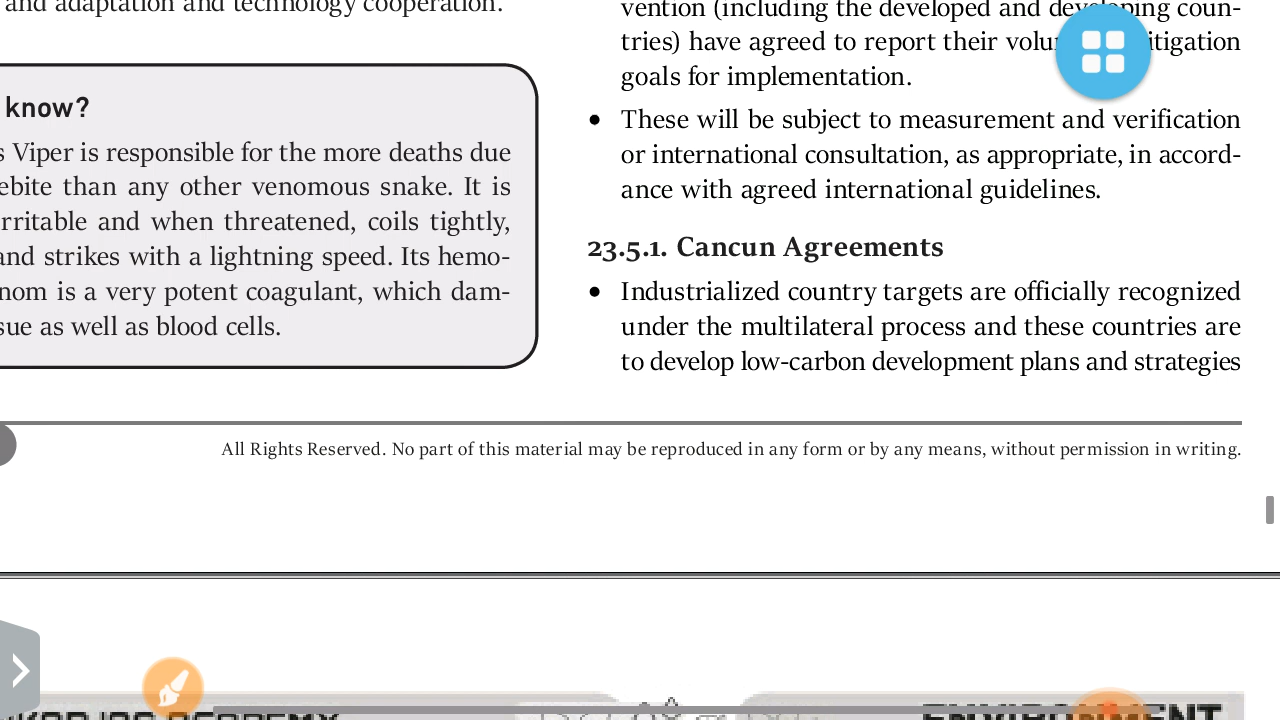 and adaptation and technology cooperation.
know?
s Viper is responsible for the more deaths due
ebite than any other venomous snake. It is
rritable and when threatened, coils tightly,
and strikes with a lightning speed. Its hemo-
nom is a very potent coagulant, which dam-
sue as well as blood cells.
vention (including the developed and developing coun-
tries) have agreed to report their volu itigation
goals for implementation.
• These will be subject to measurement and verification
or international consultation, as appropriate, in accord-
ance with agreed international guidelines.
23.5.1. Cancun Agreements
• Industrialized country targets are officially recognized
under the multilateral process and these countries are
to develop low-carbon development plans and strategies
All Rights Reserved. No part of this material may be reproduced in any form or by any means, without permission in writing.
ENVIRONMENT